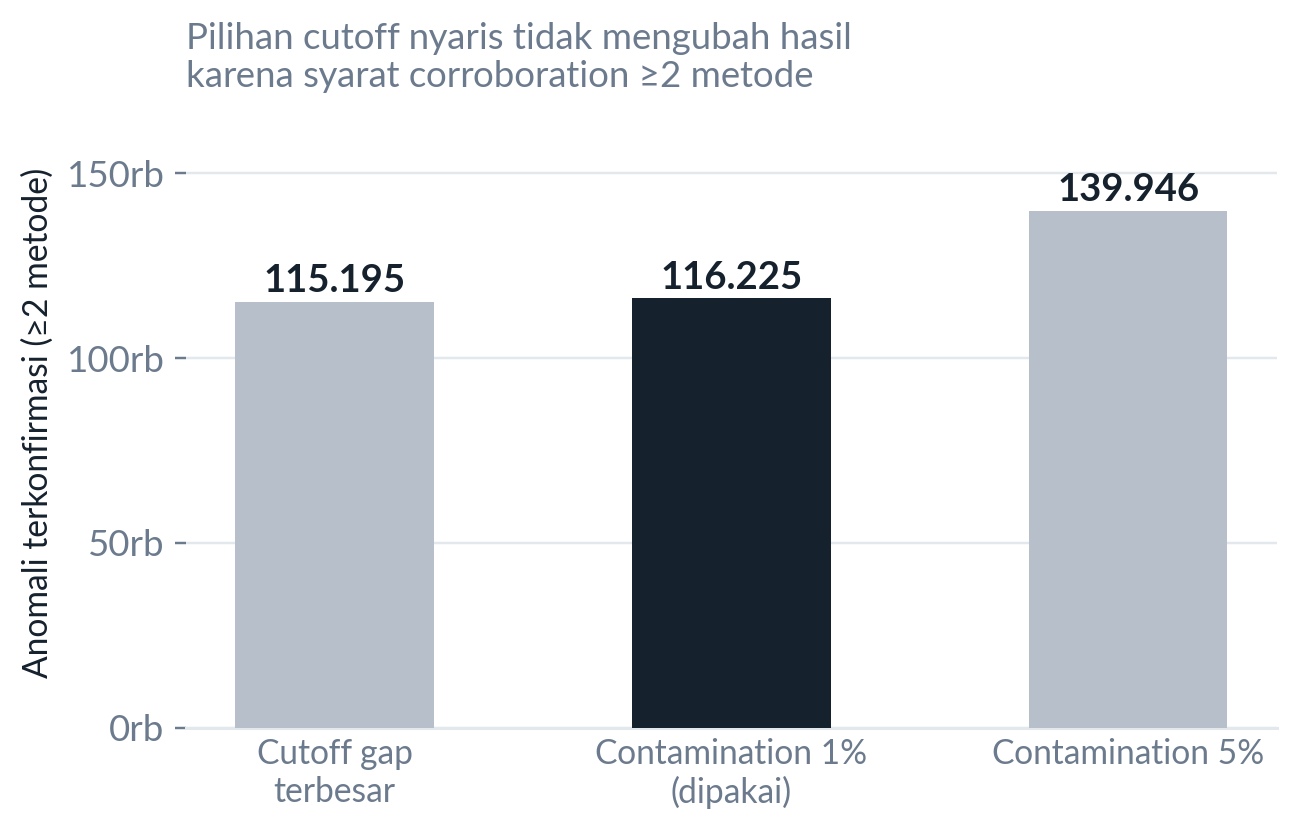 Pilihan cutoff nyaris tidak mengubah hasil
karena syarat corroboration ≥2 metode
Anomali terkonfirmasi (≥2 metode)
150rb
100rb
50rb
0rb
115.195
116.225
139.946
Cutoff gap
terbesar
Contamination 1%
(dipakai)
Contamination 5%